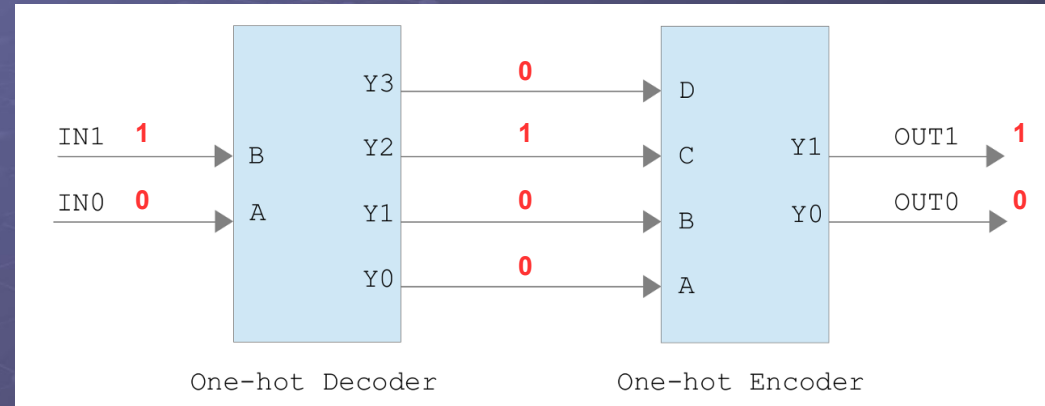 Y3 0 D
IN1 1 B Y2 1 C Y1 OUT1 1
IN0 0 A Y1 0 B Y0 OUT0 0
Y0 0 A
One-hot Decoder One-hot Encoder